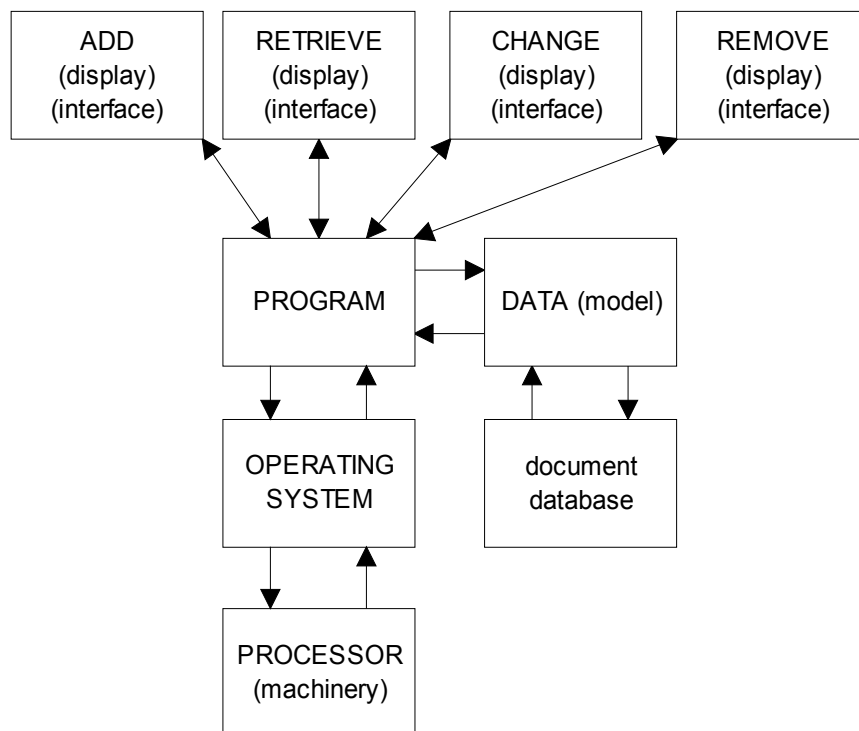 ADD
(display)
(interface)
RETRIEVE
(display)
(interface)
CHANGE
(display)
(interface)
REMOVE
(display)
(interface)
PROGRAM
DATA (model)
OPERATING
SYSTEM
document
database
PROCESSOR
(machinery)